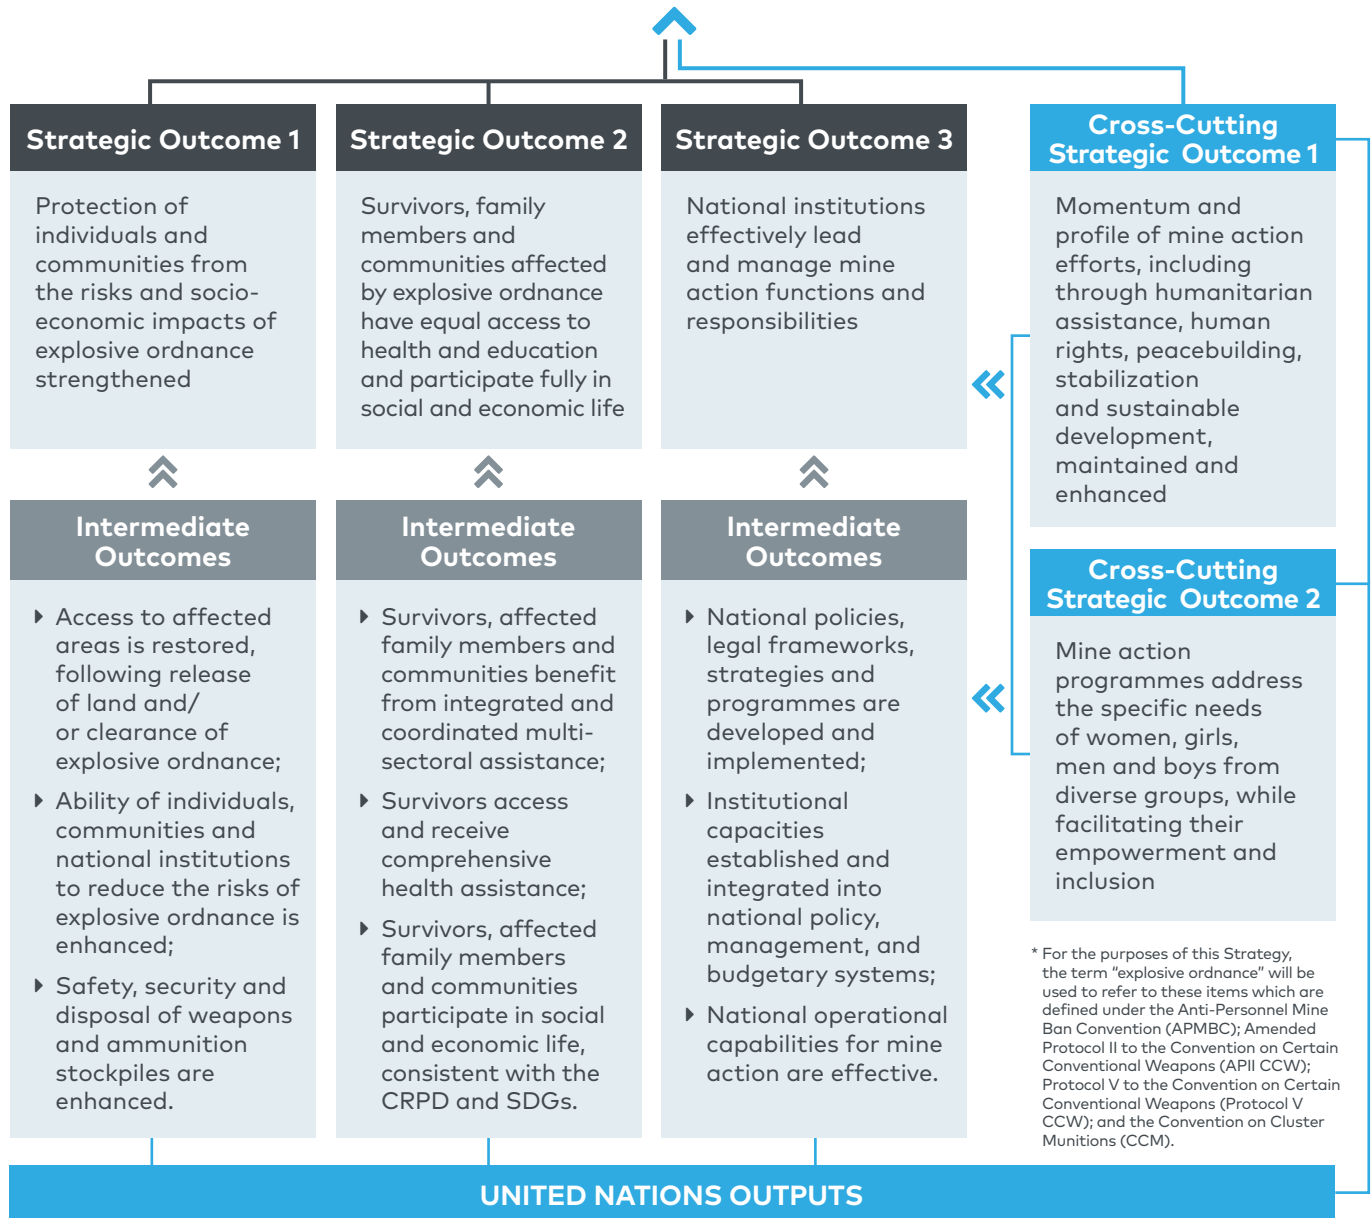 Strategic Outcome 1
Protection of
individuals and
communities from
the risks and socio-
economic impacts of
explosive ordnance
strengthened
Intermediate
Outcomes
Access to affected
areas is restored,
following release
of land and/
or clearance of
explosive ordnance;
Ability of individuals,
communities and
national institutions
to reduce the risks of
explosive ordnance is
enhanced;
Safety, security and
disposal of weapons
and ammunition
stockpiles are
enhanced.
Strategic Outcome 2
Survivors, family
members and
communities affected
by explosive ordnance
have equal access to
health and education
and participate fully in
social and economic life
Intermediate
Outcomes
Survivors, affected
family members and
communities benefit
from integrated and
coordinated multi-
sectoral assistance;
Survivors access
and receive
comprehensive
health assistance;
Survivors, affected
family members
and communities
participate in social
and economic life,
consistent with the
CRPD and SDGs.
Strategic Outcome 3
National institutions
effectively lead
and manage mine
action functions and
responsibilities
Intermediate
Outcomes
National policies,
legal frameworks,
strategies and
programmes are
developed and
implemented;
Institutional
capacities
established and
integrated into
national policy,
management, and
budgetary systems;
National operational
capabilities for mine
action are effective.
Cross-Cutting
Strategic Outcome 1
Momentum and
profile of mine action
efforts, including
through humanitarian
assistance, human
rights, peacebuilding,
stabilization
and sustainable
development,
maintained and
enhanced
Cross-Cutting
Strategic Outcome 2
Mine action
programmes address
the specific needs
of women, girls,
men and boys from
diverse groups, while
facilitating their
empowerment and
inclusion
* For the purposes of this Strategy,
the term “explosive ordnance” will be
used to refer to these items which are
defined under the Anti-Personnel Mine
Ban Convention (APMBC); Amended
Protocol II to the Convention on Certain
Conventional Weapons (APII CCW);
Protocol V to the Convention on Certain
Conventional Weapons (Protocol V
CCW); and the Convention on Cluster
Munitions (CCM).
UNITED NATIONS OUTPUTS